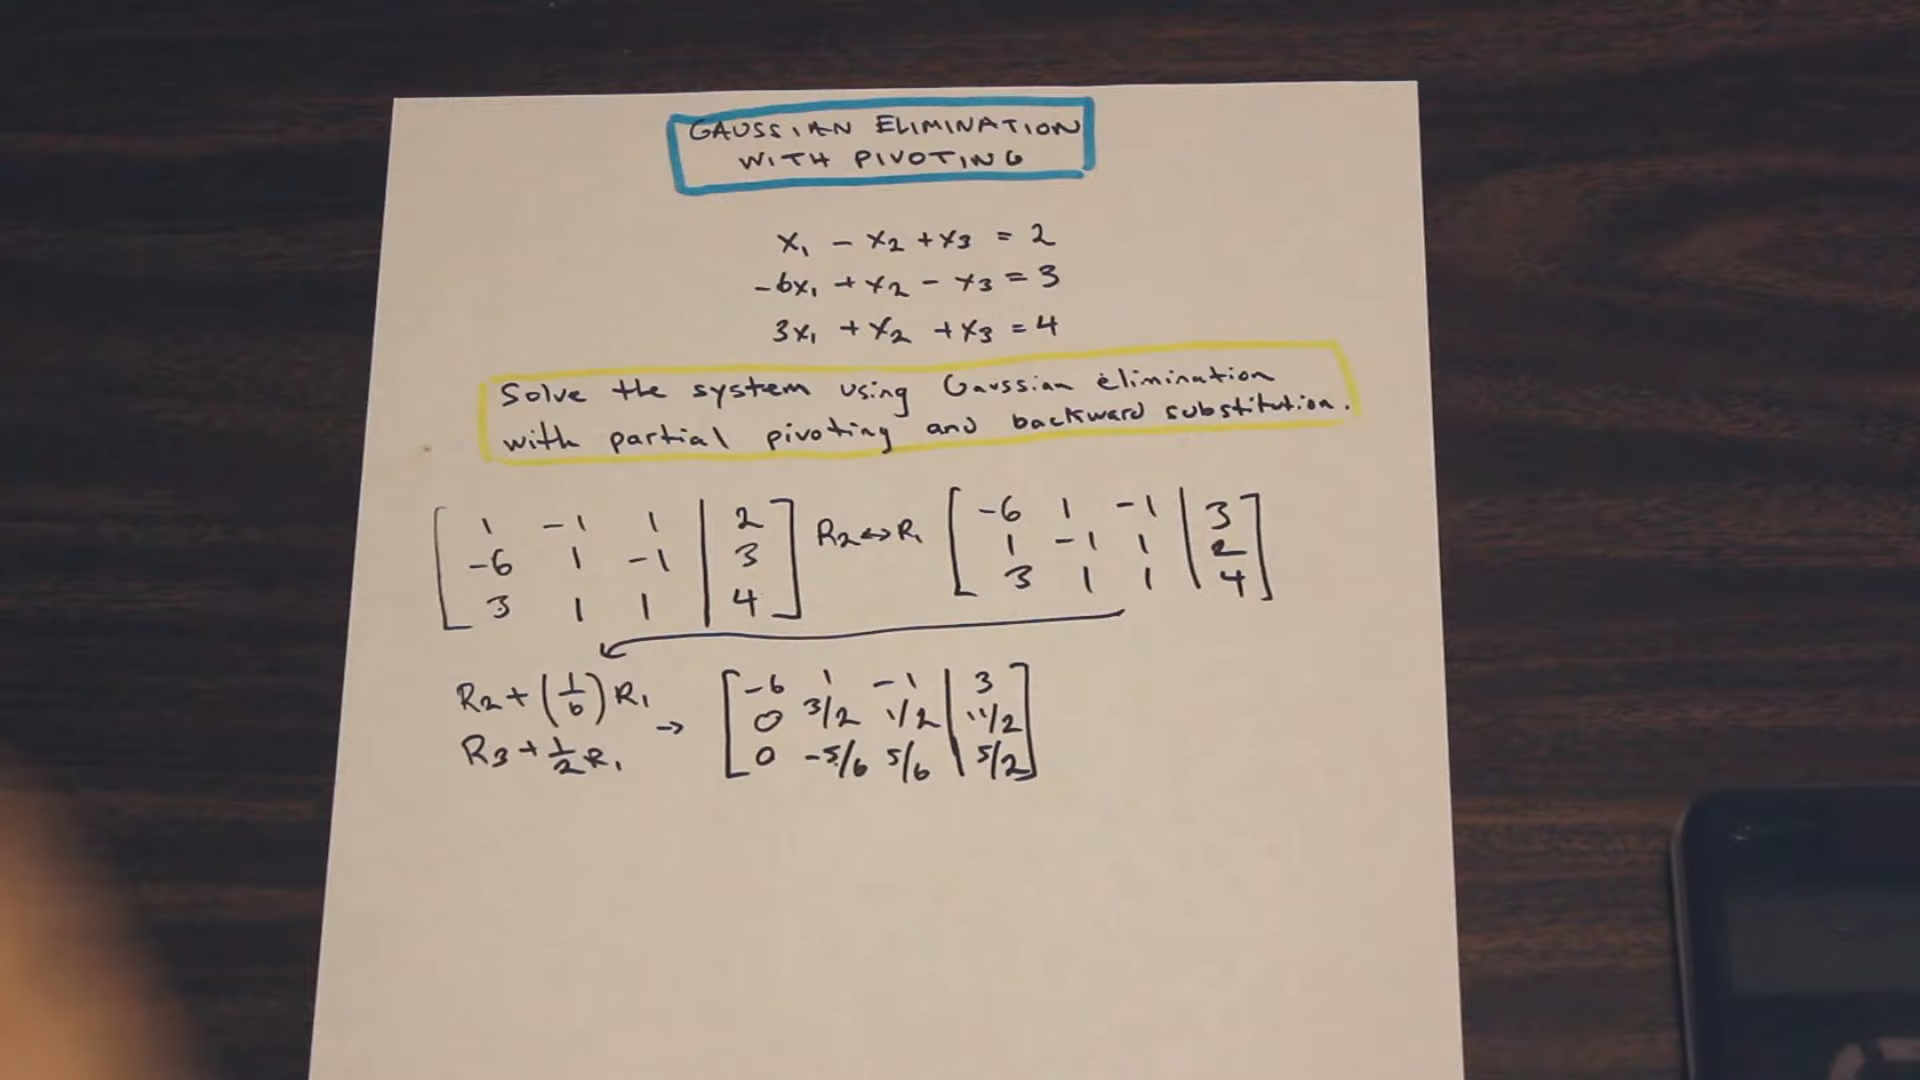 GAUSSIAN ELIMINATION
WITH PIVOTING
x₁ - x₂ + x₃ = 2
-6x₁ + x₂ - x₃ = 3
3x₁ + x₂ + x₃ = 4
Solve the system using Gaussian elimination
with partial pivoting and backward substitution.
[ 1 -1 1 | 2 ] R₂ ↔ R₁ [ -6 1 -1 | 3 ]
[ -6 1 -1 | 3 ] [ 1 -1 1 | 2 ]
[ 3 1 1 | 4 ] [ 3 1 1 | 4 ]
R₂ + (1/6) R₁ → [ -6 1 -1 | 3 ]
R₃ + 1/2 R₁ [ 0 3/2 1/2 | 11/2 ]
[ 0 -5/6 5/6 | 5/2 ]